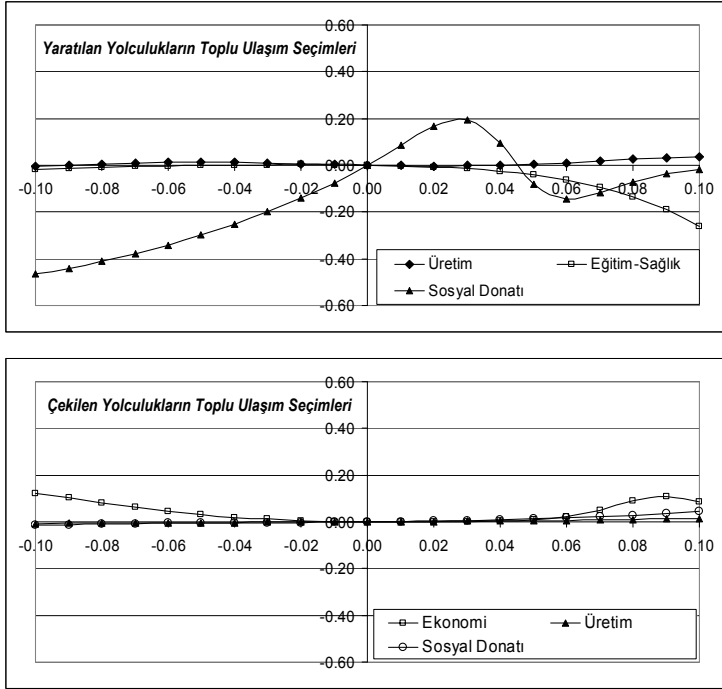 0.60
Yaratılan Yolculukların Toplu Ulaşım Seçimleri
0.40
0.20
0.00
-0.10 -0.08 -0.06 -0.04 -0.02 0.00 0.02 0.04 0.06 0.08 0.10
-0.20
-0.40
-0.60
Üretim Eğitim-Sağlık
Sosyal Donatı
0.60
Çekilen Yolculukların Toplu Ulaşım Seçimleri
0.40
0.20
0.00
-0.10 -0.08 -0.06 -0.04 -0.02 0.00 0.02 0.04 0.06 0.08 0.10
-0.20
-0.40
-0.60
Ekonomi Üretim
Sosyal Donatı